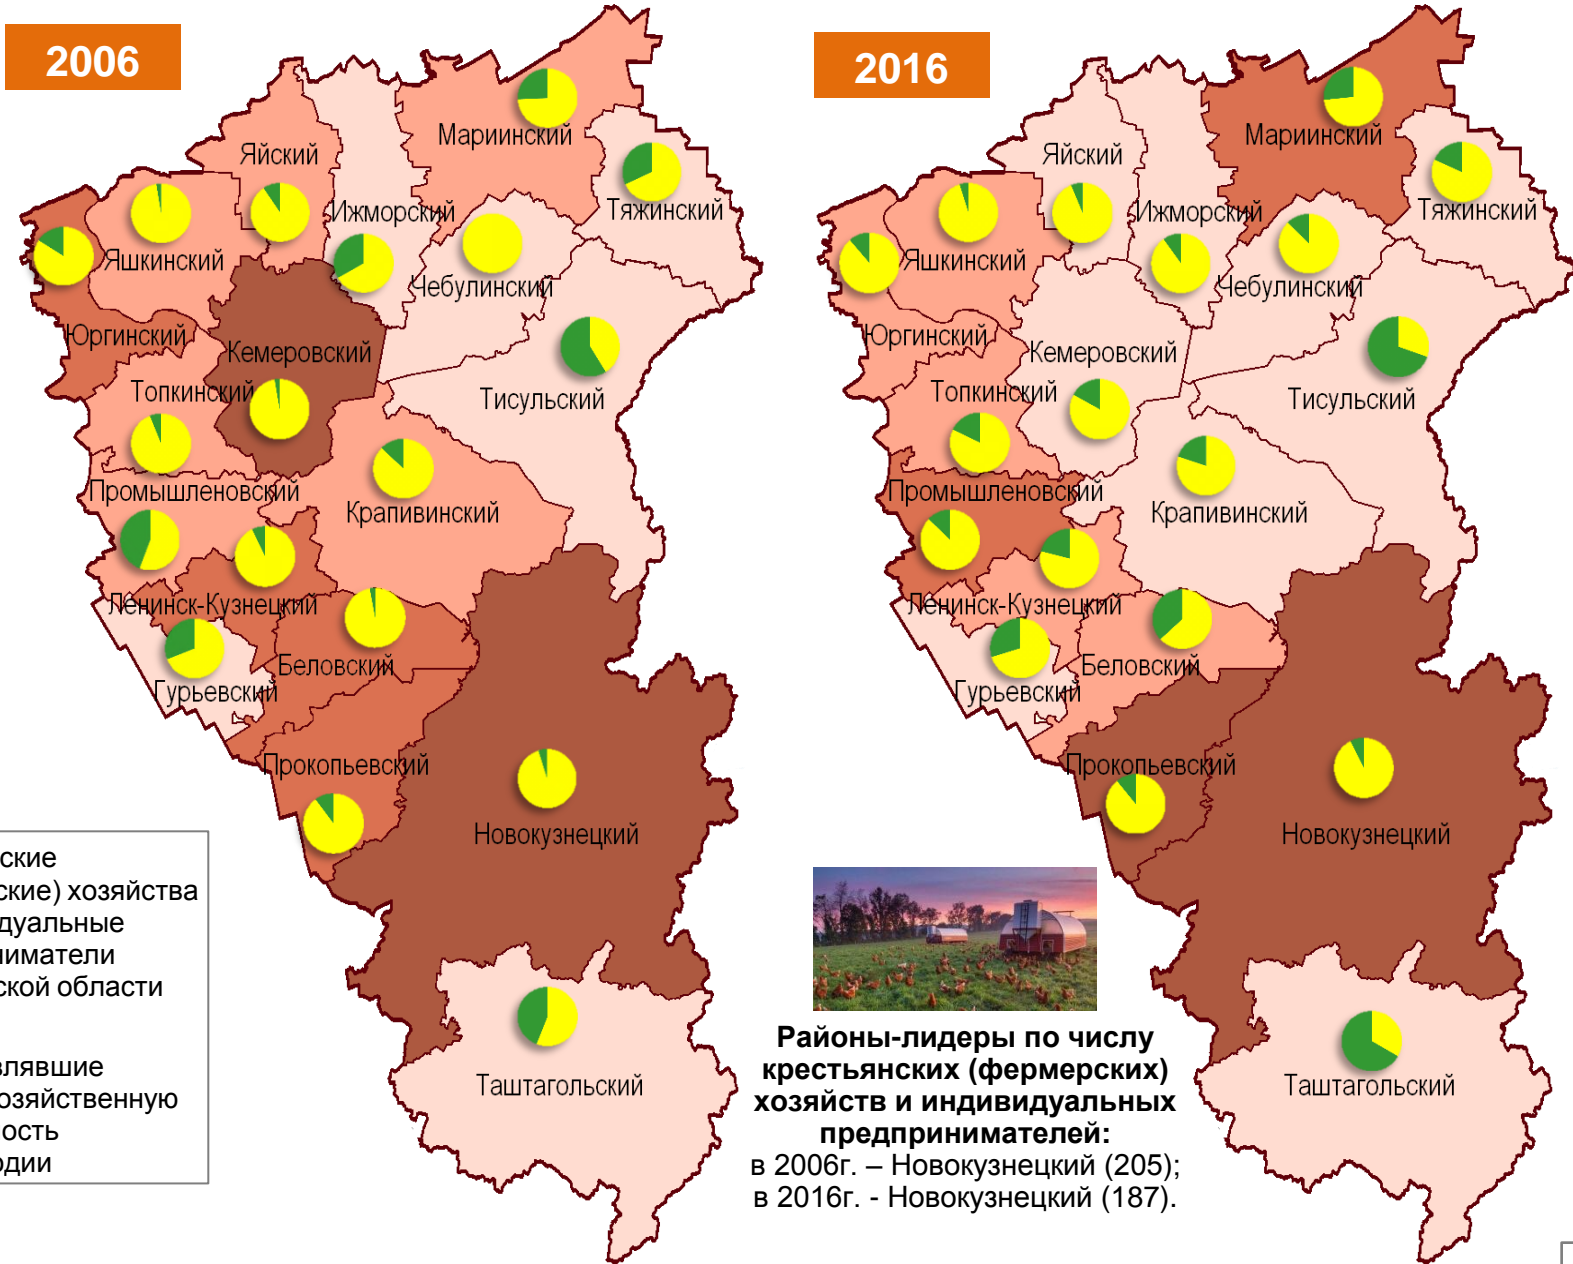 2006
Мариинский
Яйский
Тяжинский
Ижморский
Яшкинский
Чебулинский
Юргинский
Кемеровский
Топкинский
Тисульский
Промышленовский
Крапивинский
Ленинск-Кузнецкий
Беловский
Гурьевский
Прокопьевский
Новокузнецкий
Таштагольский
ские
ские) хозяйства
дуальные
ниматели
ской области
влявшие
озяйственную
ность
одии
2016
Мариинский
Яйский
Тяжинский
Ижморский
Яшкинский
Чебулинский
Юргинский
Кемеровский
Топкинский
Тисульский
Промышленовский
Крапивинский
Ленинск-Кузнецкий
Беловский
Гурьевский
Прокопьевский
Новокузнецкий
Таштагольский
Районы-лидеры по числу
крестьянских (фермерских)
хозяйств и индивидуальных
предпринимателей:
в 2006г. – Новокузнецкий (205);
в 2016г. - Новокузнецкий (187).